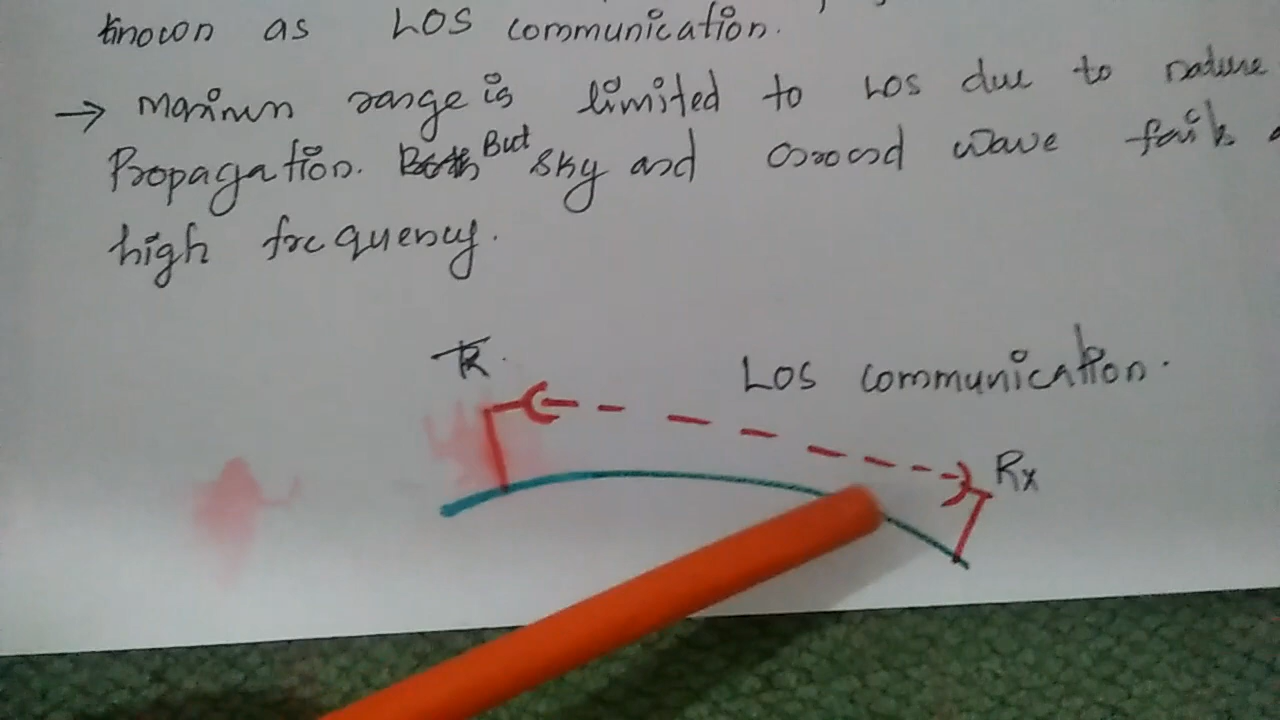 known as LOS communication.
→ Maximum range is limited to LOS due to nature
Propagation. But sky and Ground wave fails
high frequency.
TX.
LOS communication.
Rx